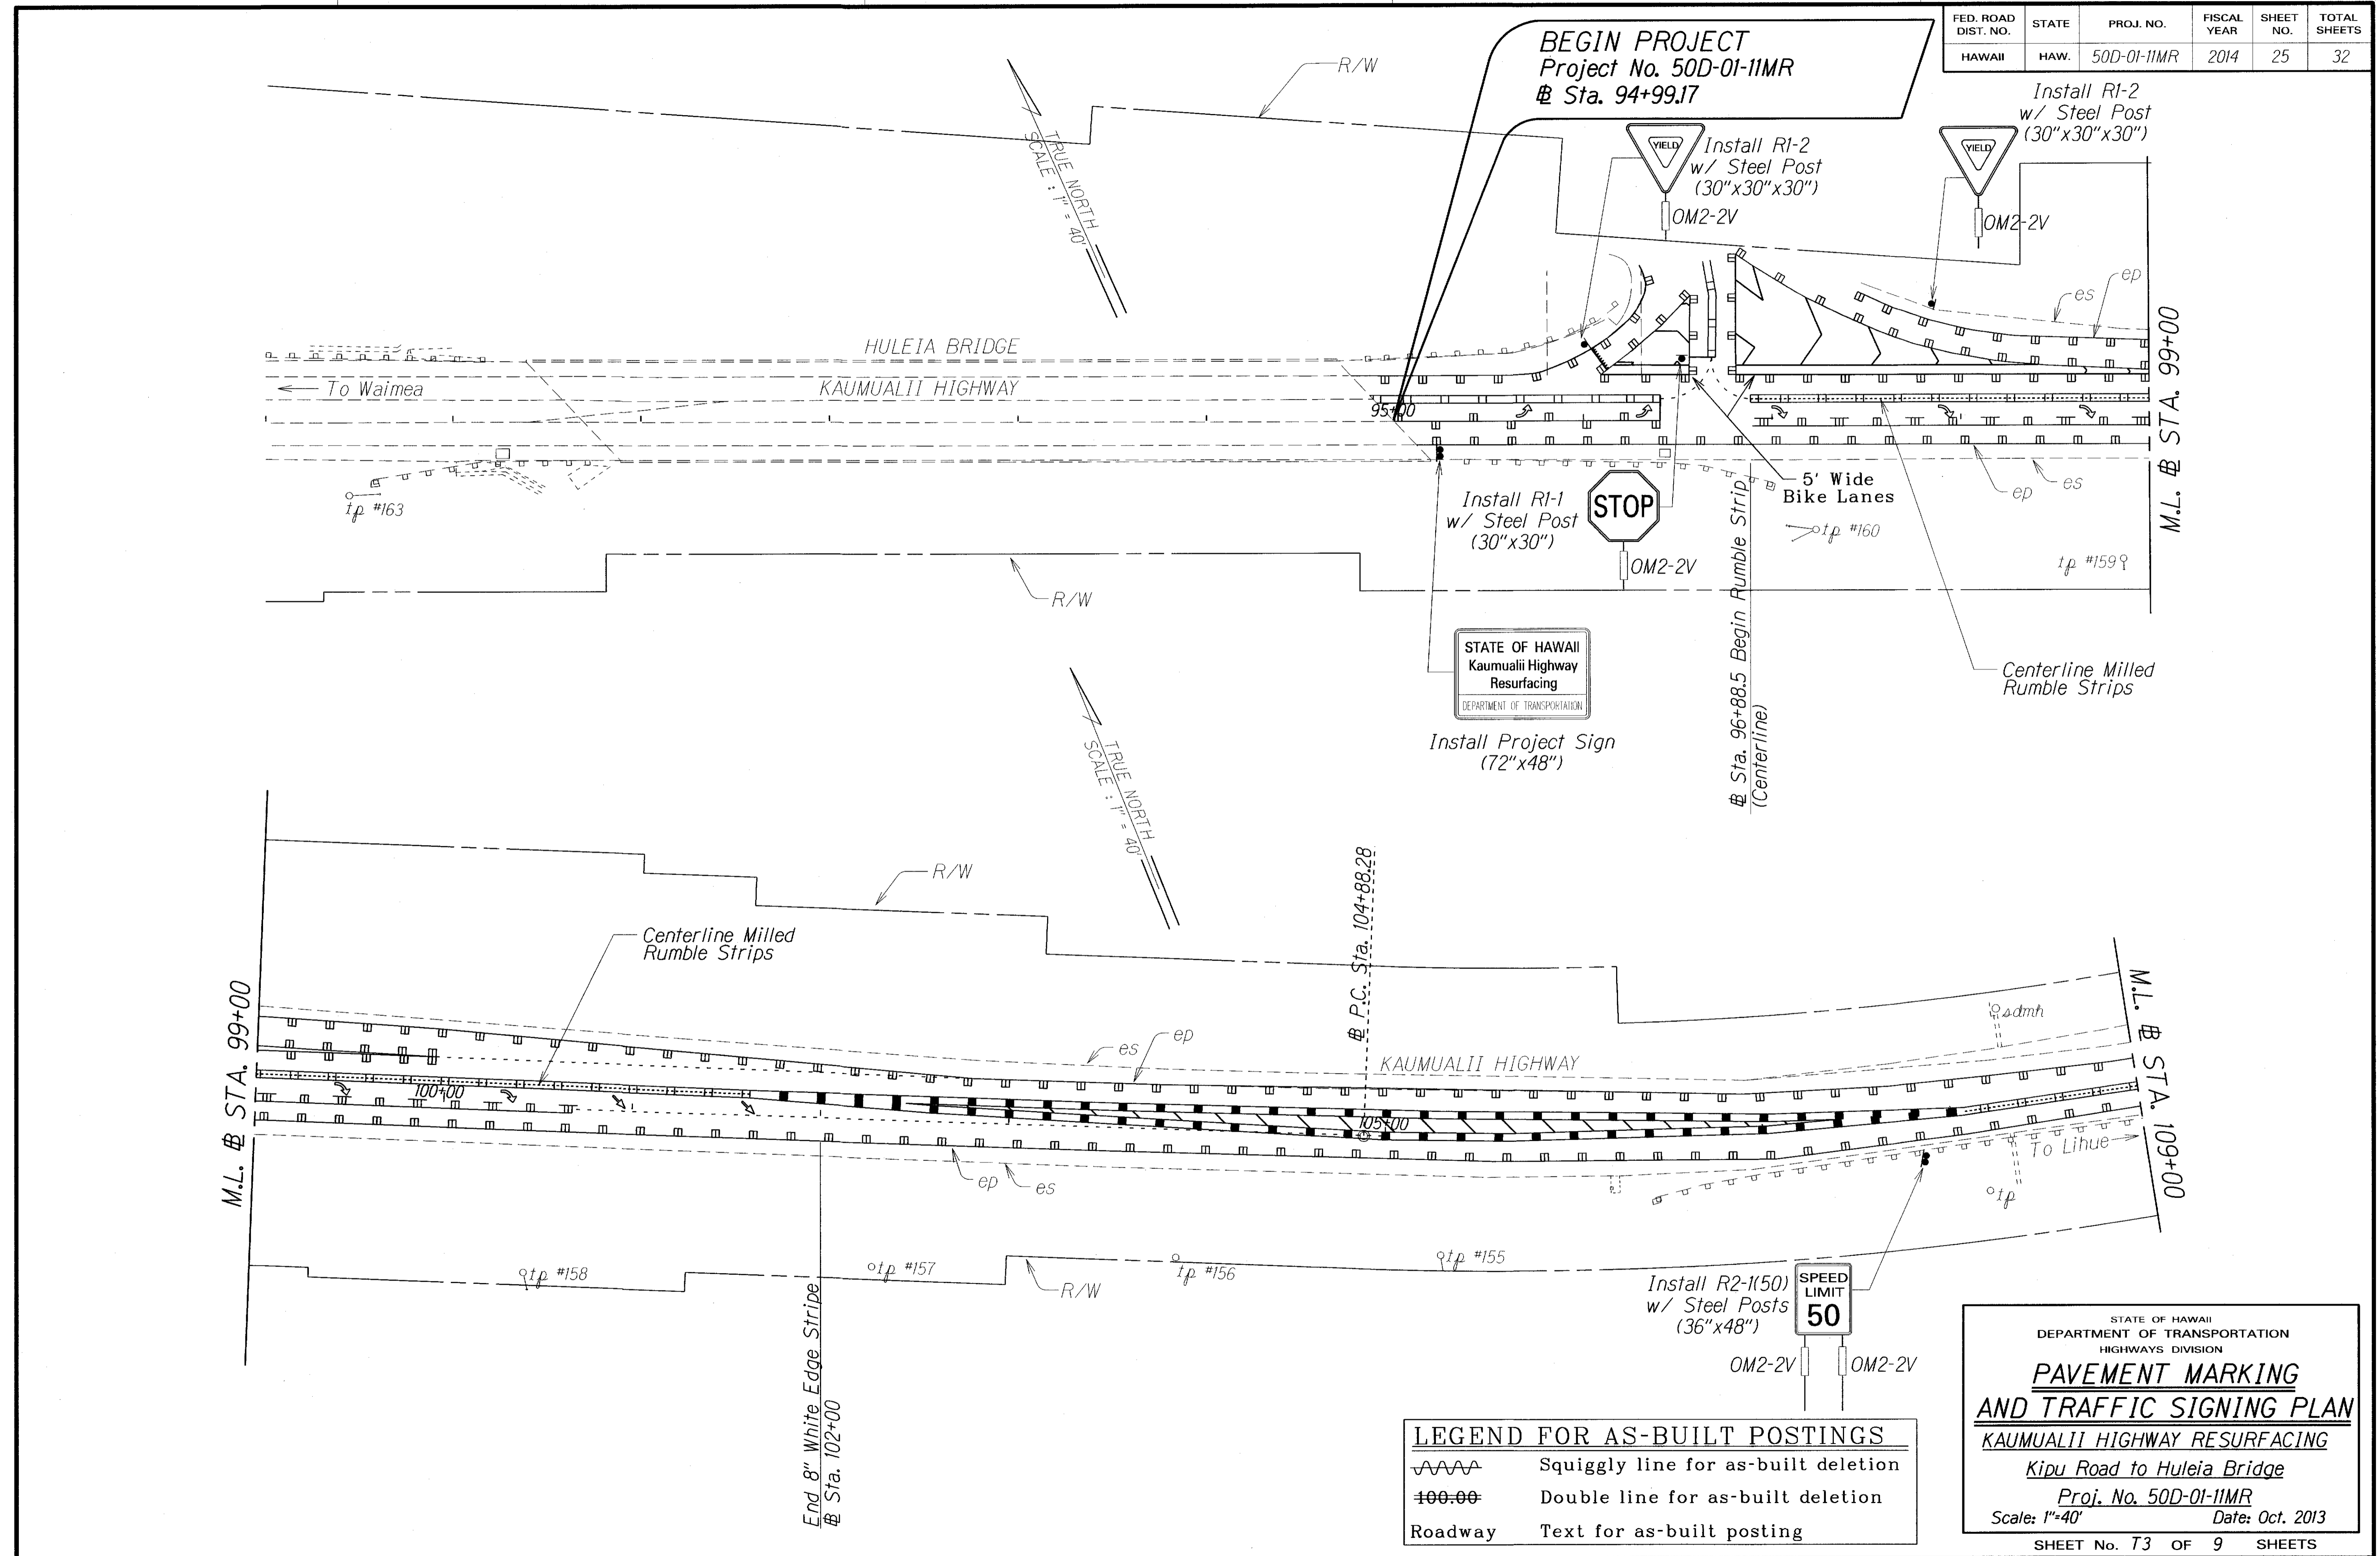 FED. ROAD DIST. NO.
STATE
PROJ. NO.
FISCAL YEAR
SHEET NO.
TOTAL SHEETS
HAWAII
HAW.
50D-01-11MR
2014
25
32
BEGIN PROJECT
Project No. 50D-01-11MR
℄ Sta. 94+99.17
R/W
TRUE NORTH
SCALE : 1" = 40'
Install R1-2
w/ Steel Post
(30"x30"x30")
YIELD
OM2-2V
Install R1-2
w/ Steel Post
(30"x30"x30")
YIELD
OM2-2V
es
ep
HULEIA BRIDGE
To Waimea
KAUMUALII HIGHWAY
95+00
M.L. ℄ STA. 99+00
tp #163
Install R1-1
w/ Steel Post
(30"x30")
STOP
OM2-2V
5' Wide
Bike Lanes
ep
es
tp #160
tp #159
R/W
℄ Sta. 96+88.5 Begin Rumble Strip
(Centerline)
STATE OF HAWAII
Kaumualii Highway
Resurfacing
DEPARTMENT OF TRANSPORTATION
Install Project Sign
(72"x48")
Centerline Milled
Rumble Strips
TRUE NORTH
SCALE : 1" = 40'
R/W
Centerline Milled
Rumble Strips
℄ P.C. Sta. 104+88.28
M.L. ℄ STA. 99+00
100+00
es
ep
KAUMUALII HIGHWAY
sdmh
M.L. ℄ STA. 109+00
105+00
To Lihue
ep
es
tp
tp #158
tp #157
tp #156
tp #155
R/W
End 8" White Edge Stripe
℄ Sta. 102+00
Install R2-1(50)
w/ Steel Posts
(36"x48")
SPEED
LIMIT
50
OM2-2V
OM2-2V
LEGEND FOR AS-BUILT POSTINGS
Squiggly line for as-built deletion
100.00 Double line for as-built deletion
Roadway Text for as-built posting
STATE OF HAWAII
DEPARTMENT OF TRANSPORTATION
HIGHWAYS DIVISION
PAVEMENT MARKING
AND TRAFFIC SIGNING PLAN
KAUMUALII HIGHWAY RESURFACING
Kipu Road to Huleia Bridge
Proj. No. 50D-01-11MR
Scale: 1"=40' Date: Oct. 2013
SHEET No. T3 OF 9 SHEETS